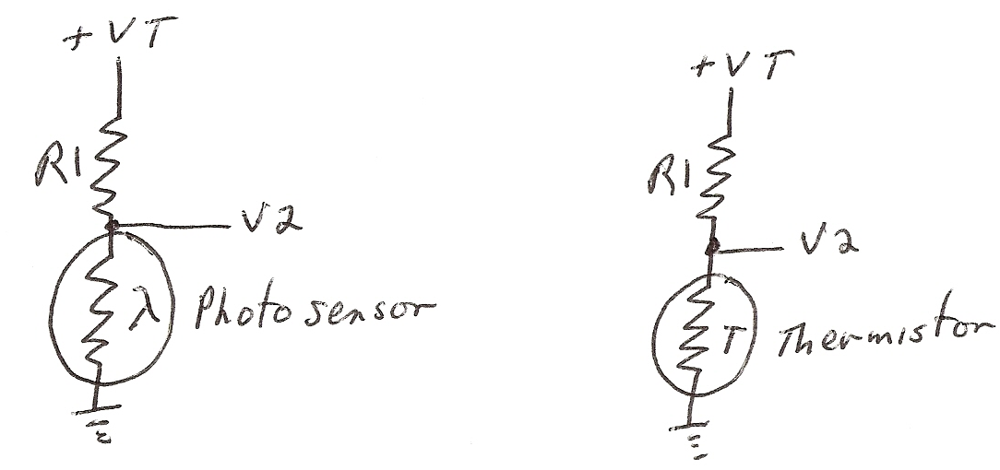 +VT
R1
V2
λ Photosensor
+VT
R1
V2
T Thermistor